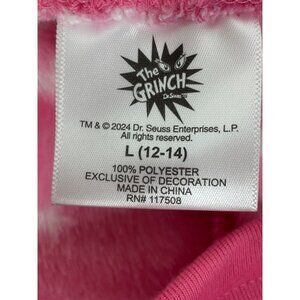 The
GRINCH
Dr. Seuss
TM & © 2024 Dr. Seuss Enterprises, L.P.
All rights reserved.
L (12-14)
100% POLYESTER
EXCLUSIVE OF DECORATION
MADE IN CHINA
RN# 117508